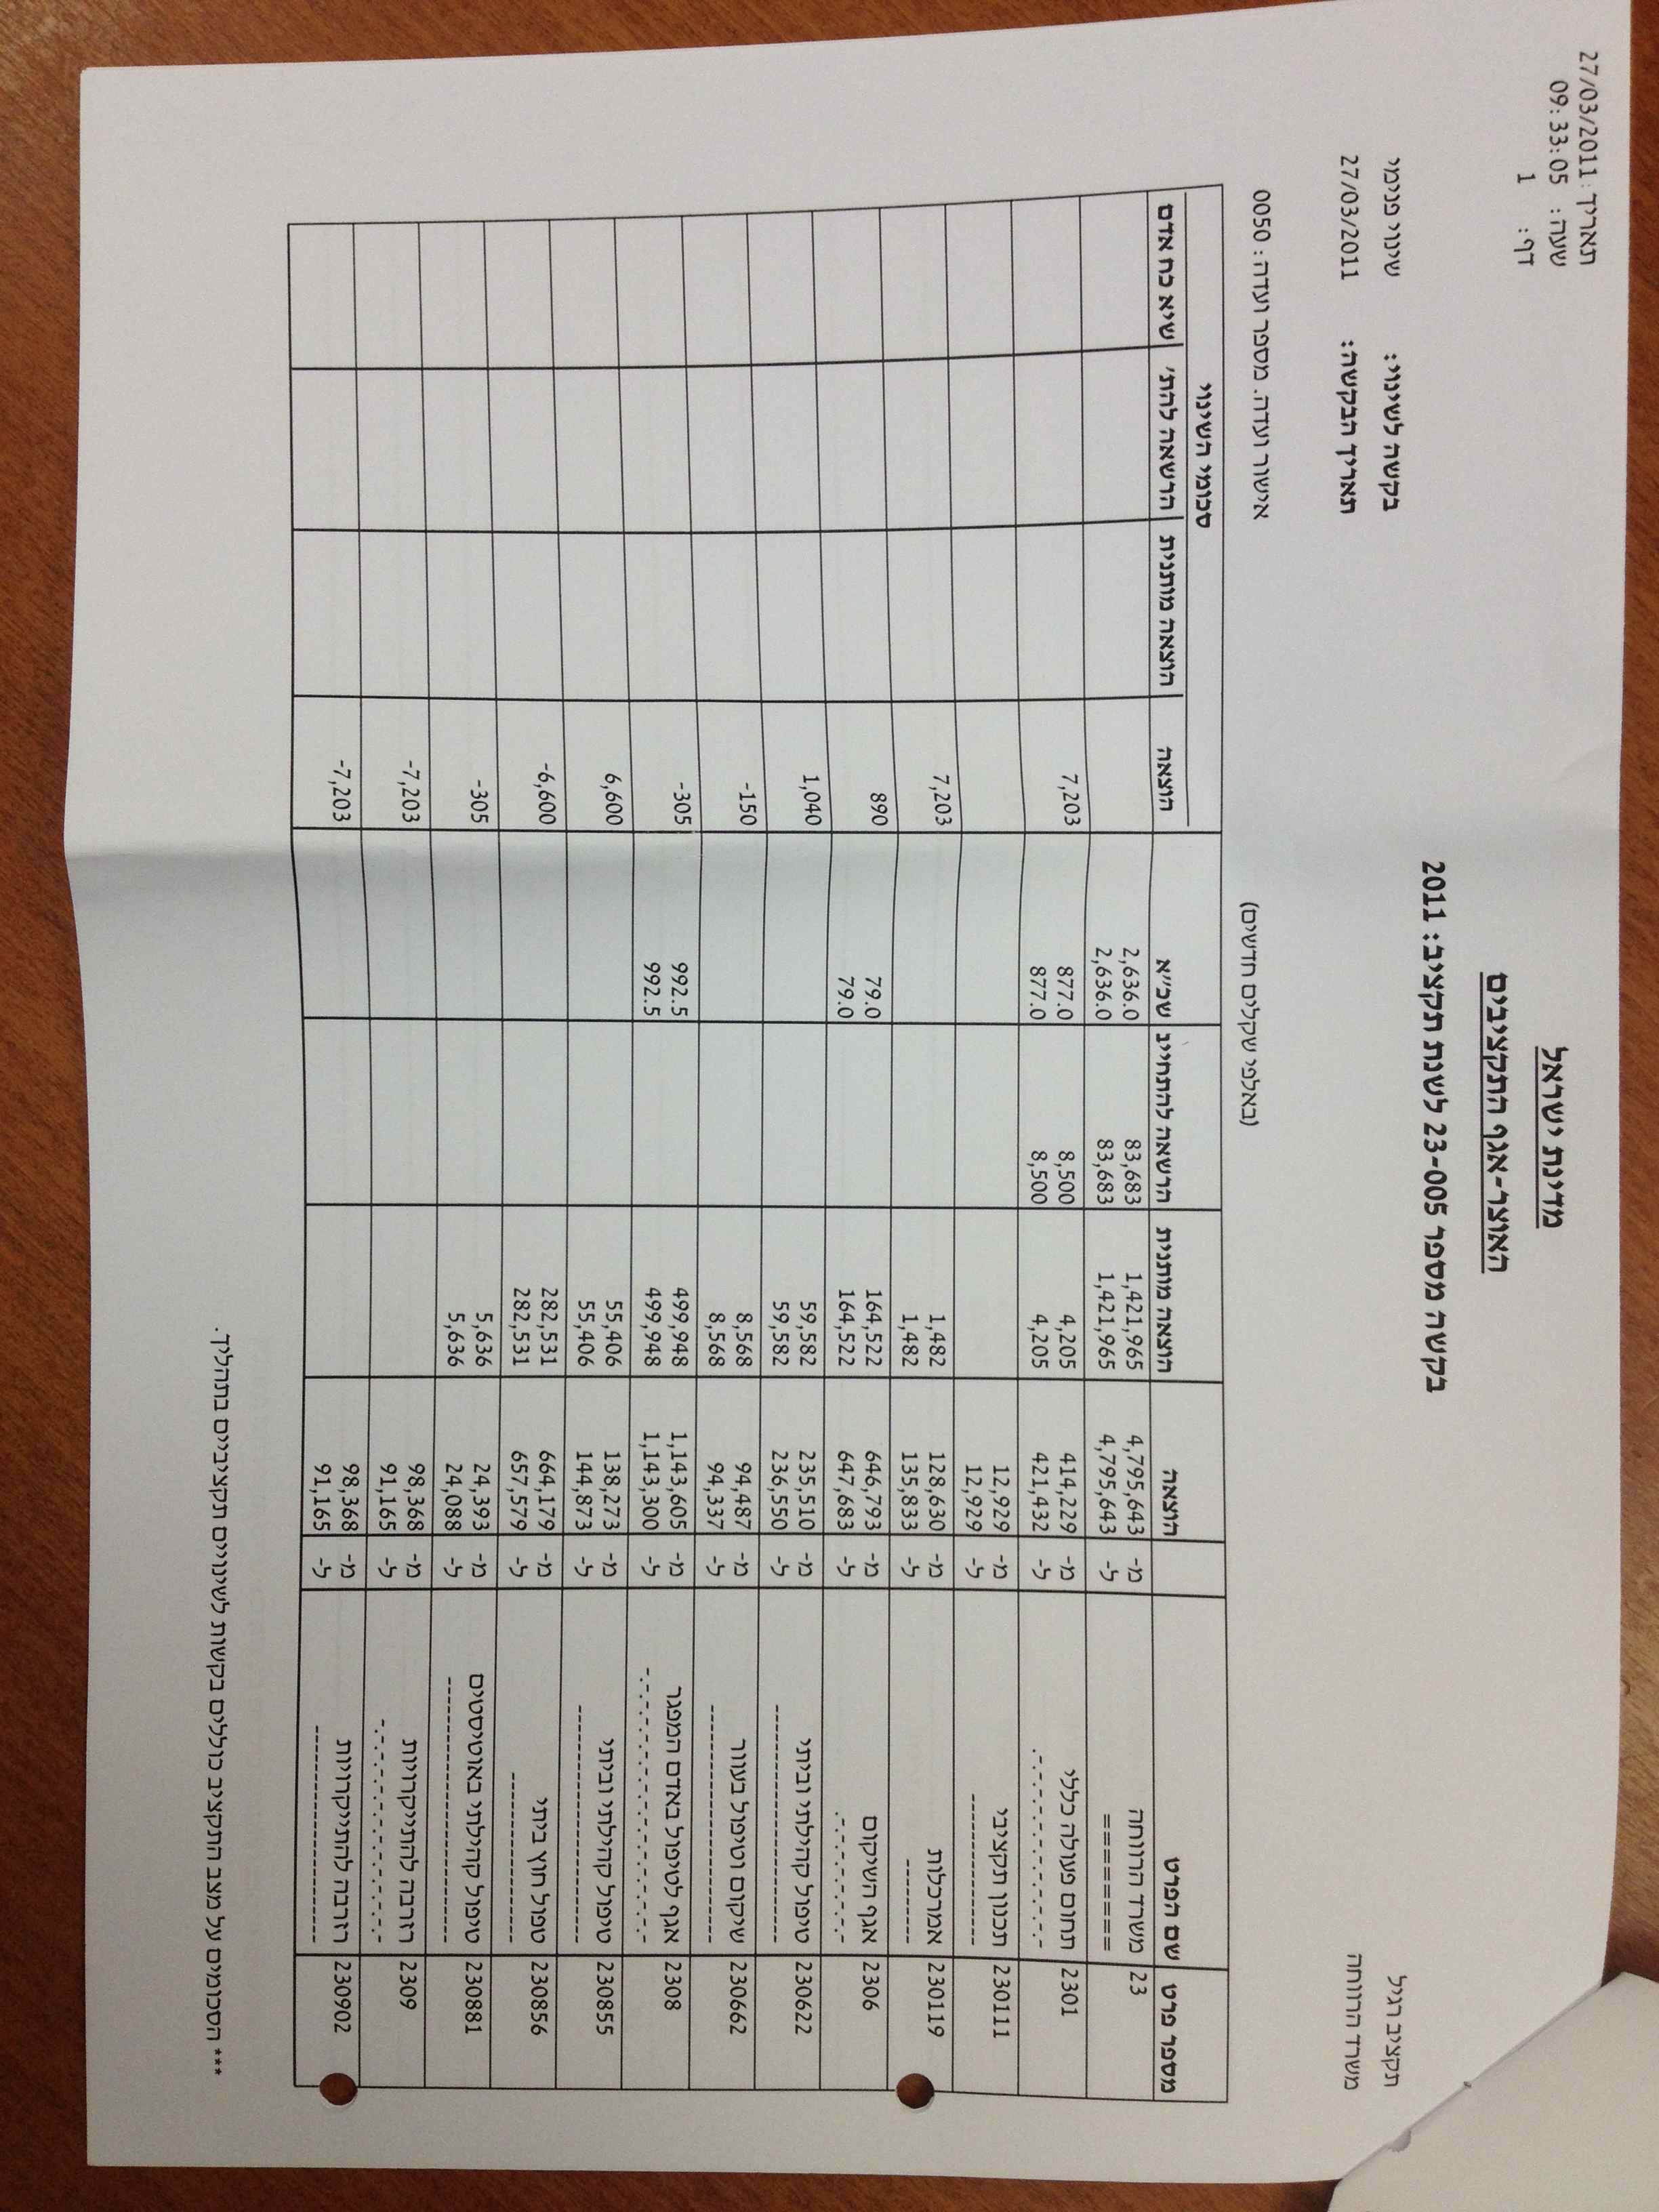 תאריך: 27/03/2011
שעה: 09:33:05
דף: 1
מדינת ישראל
האוצר-אגף התקציבים
בקשה מספר 23-005 לשנת תקציב: 2011
תקציב רגיל
משרד הרווחה
בקשה לשינוי: שינוי פנימי
תאריך הבקשה: 27/03/2011
(באלפי שקלים חדשים)
אישור ועדה. מספר ועדה: 0050
סכומי השינוי
מספר פרט שם הפרט הוצאה הוצאה מותנית הרשאה להתחייב שכ״א הוצאה הוצאה מותנית הרשאה להת׳ שיא כח אדם
23 משרד הרווחה מ- 4,795,643 1,421,965 83,683 2,636.0
======== ל- 4,795,643 1,421,965 83,683 2,636.0
2301 תחום פעולה כללי מ- 414,229 4,205 8,500 877.0 7,203
-.-.-.-.-.-.-.-. ל- 421,432 4,205 8,500 877.0
230111 תכנון תקציבי מ- 12,929
------------- ל- 12,929
230119 אמרכלות מ- 128,630 1,482 7,203
-------- ל- 135,833 1,482
2306 אגף השיקום מ- 646,793 164,522 79.0 890
-.-.-.-.-. ל- 647,683 164,522 79.0
230622 טיפול קהילתי וביתי מ- 235,510 59,582 1,040
------------------- ל- 236,550 59,582
230662 שיקום וטיפול בעוור מ- 94,487 8,568 -150
------------------- ל- 94,337 8,568
2308 אגף לטיפול באדם המפגר מ- 1,143,605 499,948 992.5 -305
-.-.-.-.-.-.-.-.-.-.- ל- 1,143,300 499,948 992.5
230855 טיפול קהילתי וביתי מ- 138,273 55,406 6,600
------------------- ל- 144,873 55,406
230856 טפול חוץ ביתי מ- 664,179 282,531 -6,600
------------- ל- 657,579 282,531
230881 טיפול קהילתי באוטיסטים מ- 24,393 5,636 -305
---------------------- ל- 24,088 5,636
2309 רזרבה להתייקרויות מ- 98,368 -7,203
-.-.-.-.-.-.-.-.- ל- 91,165
230902 רזרבה להתייקרויות מ- 98,368 -7,203
----------------- ל- 91,165
*** הסכומים על מצב התקציב כוללים בקשות לשינויים תקציביים בתהליך.